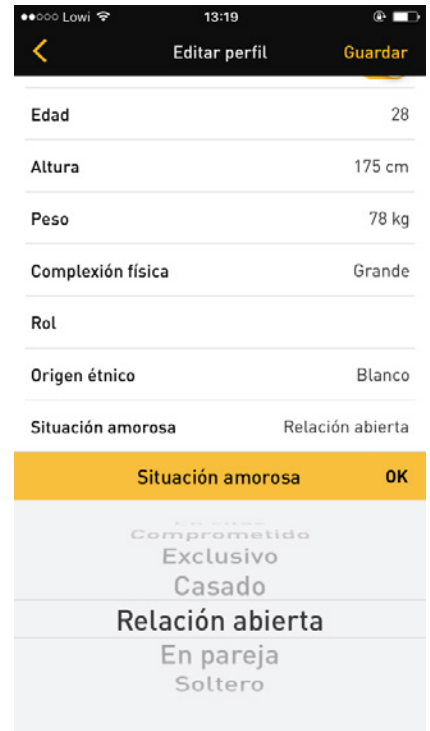 Lowi 13:19
Editar perfil Guardar
Edad 28
Altura 175 cm
Peso 78 kg
Complexión física Grande
Rol
Origen étnico Blanco
Situación amorosa Relación abierta
Situación amorosa OK
Comprometido
Exclusivo
Casado
Relación abierta
En pareja
Soltero